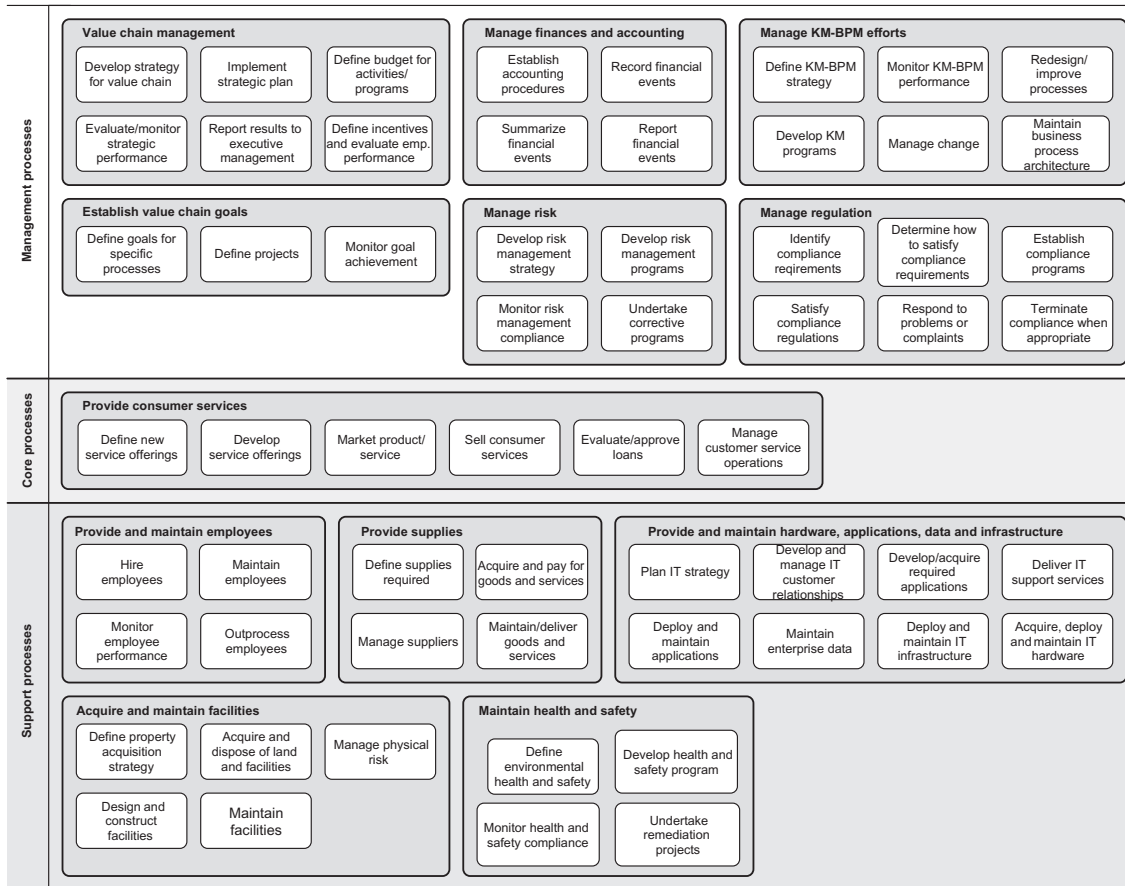 Management processes
Value chain management
Develop strategy
for value chain
Implement
strategic plan
Define budget for
activities/
programs
Evaluate/monitor
strategic
performance
Report results to
executive
management
Define incentives
and evaluate emp.
performance
Manage finances and accounting
Establish
accounting
procedures
Record financial
events
Summarize
financial events
Report
financial events
Manage KM-BPM efforts
Define KM-BPM
strategy
Monitor KM-BPM
performance
Redesign/
improve
processes
Develop KM
programs
Manage change
Maintain
business
process
architecture
Establish value chain goals
Define goals for
specific
processes
Define projects
Monitor goal
achievement
Manage risk
Develop risk
management
strategy
Develop risk
management
programs
Monitor risk
management
compliance
Undertake
corrective
programs
Manage regulation
Identify
compliance
reqirements
Determine how
to satisfy
compliance
requirements
Establish
compliance
programs
Satisfy
compliance
regulations
Respond to
problems or
complaints
Terminate
compliance when
appropriate
Core processes
Provide consumer services
Define new
service offerings
Develop
service offerings
Market product/
service
Sell consumer
services
Evaluate/approve
loans
Manage
customer service
operations
Support processes
Provide and maintain employees
Hire
employees
Maintain
employees
Monitor
employee
performance
Outprocess
employees
Provide supplies
Define supplies
required
Acquire and pay for
goods and services
Manage suppliers
Maintain/deliver
goods and
services
Provide and maintain hardware, applications, data and infrastructure
Plan IT strategy
Develop and
manage IT
customer
relationships
Develop/acquire
required
applications
Deliver IT
support services
Deploy and
maintain
applications
Maintain
enterprise data
Deploy and
maintain IT
infrastructure
Acquire, deploy
and maintain IT
hardware
Acquire and maintain facilities
Define property
acquisition
strategy
Acquire and
dispose of land
and facilities
Manage physical
risk
Design and
construct
facilities
Maintain
facilities
Maintain health and safety
Define
environmental
health and safety
Develop health and
safety program
Monitor health and
safety compliance
Undertake
remediation
projects